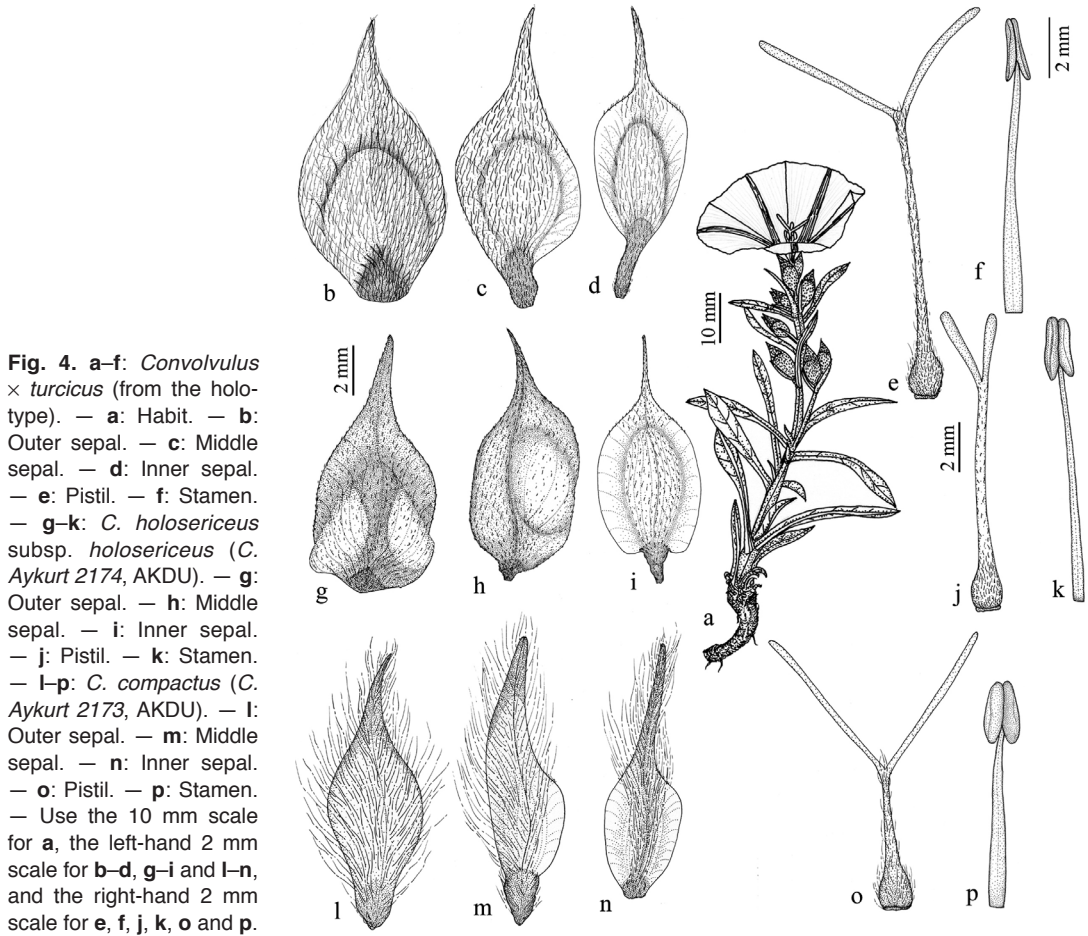 Fig. 4. a–f: Convolvulus
× turcicus (from the holo-
type). — a: Habit. — b:
Outer sepal. — c: Middle
sepal. — d: Inner sepal.
— e: Pistil. — f: Stamen.
— g–k: C. holosericeus
subsp. holosericeus (C.
Aykurt 2174, AKDU). — g:
Outer sepal. — h: Middle
sepal. — i: Inner sepal.
— j: Pistil. — k: Stamen.
— l–p: C. compactus (C.
Aykurt 2173, AKDU). — l:
Outer sepal. — m: Middle
sepal. — n: Inner sepal.
— o: Pistil. — p: Stamen.
— Use the 10 mm scale
for a, the left-hand 2 mm
scale for b–d, g–i and l–n,
and the right-hand 2 mm
scale for e, f, j, k, o and p.
b
c
d
2 mm
f
10 mm
e
2 mm
2 mm
g
h
i
a
j
k
l
m
n
o
p